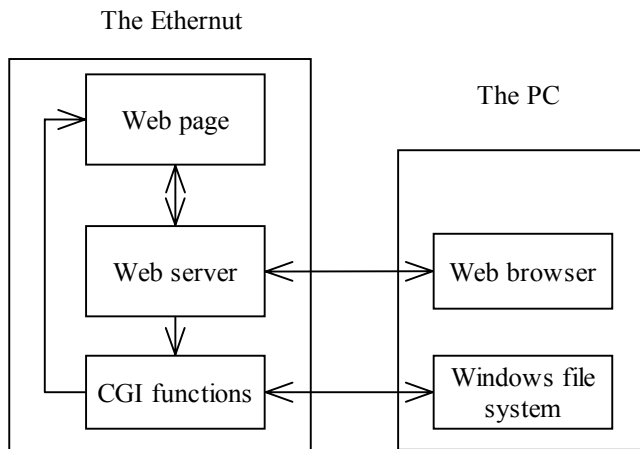 The Ethernut
Web page
Web server
CGI functions
The PC
Web browser
Windows file
system